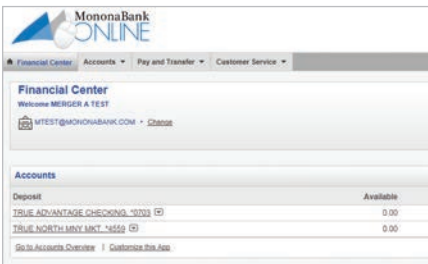 MononaBank
ONLINE
Financial Center Accounts Pay and Transfer Customer Service
Financial Center
Welcome MERGER A TEST
MTEST@MONONABANK.COM • Change
Accounts
Deposit Available
TRUE ADVANTAGE CHECKING, *0703 0.00
TRUE NORTH MNY MKT, *4559 0.00
Go to Accounts Overview | Customize this App